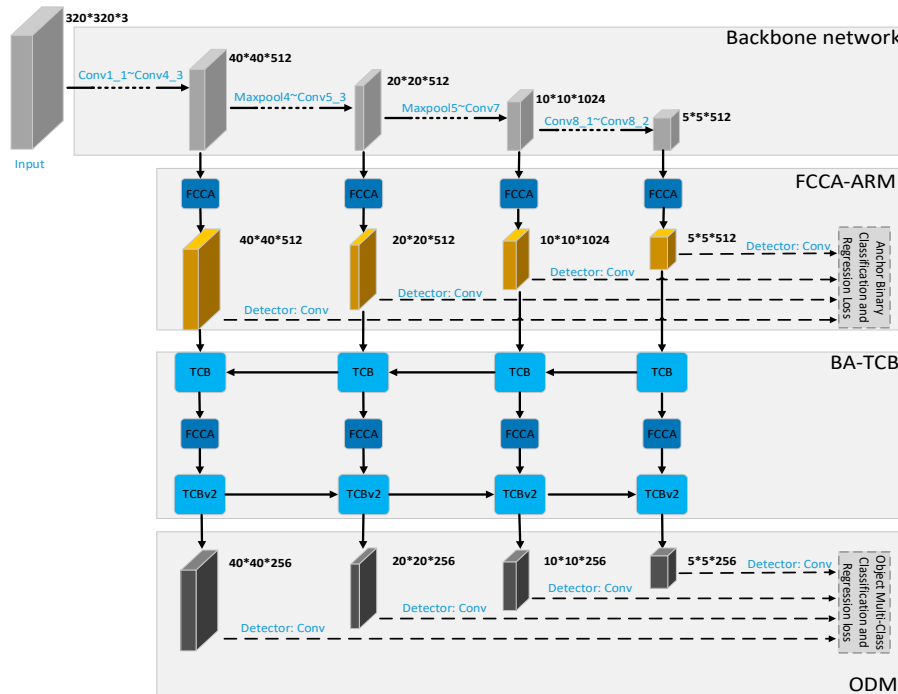 320*320*3
Backbone network
40*40*512
Conv1_1~Conv4_3
20*20*512
Maxpool4~Conv5_3
10*10*1024
Maxpool5~Conv7
5*5*512
Conv8_1~Conv8_2
Input
FCCA-ARM
FCCA
FCCA
FCCA
FCCA
40*40*512
20*20*512
10*10*1024
5*5*512
Detector: Conv
Detector: Conv
Detector: Conv
Detector: Conv
Anchor Binary
Classification and
Regression Loss
BA-TCB
TCB
TCB
TCB
TCB
FCCA
FCCA
FCCA
FCCA
TCBv2
TCBv2
TCBv2
TCBv2
40*40*256
20*20*256
10*10*256
5*5*256
Detector: Conv
Detector: Conv
Detector: Conv
Detector: Conv
Object Multi-Class
Classification and
Regression loss
ODM